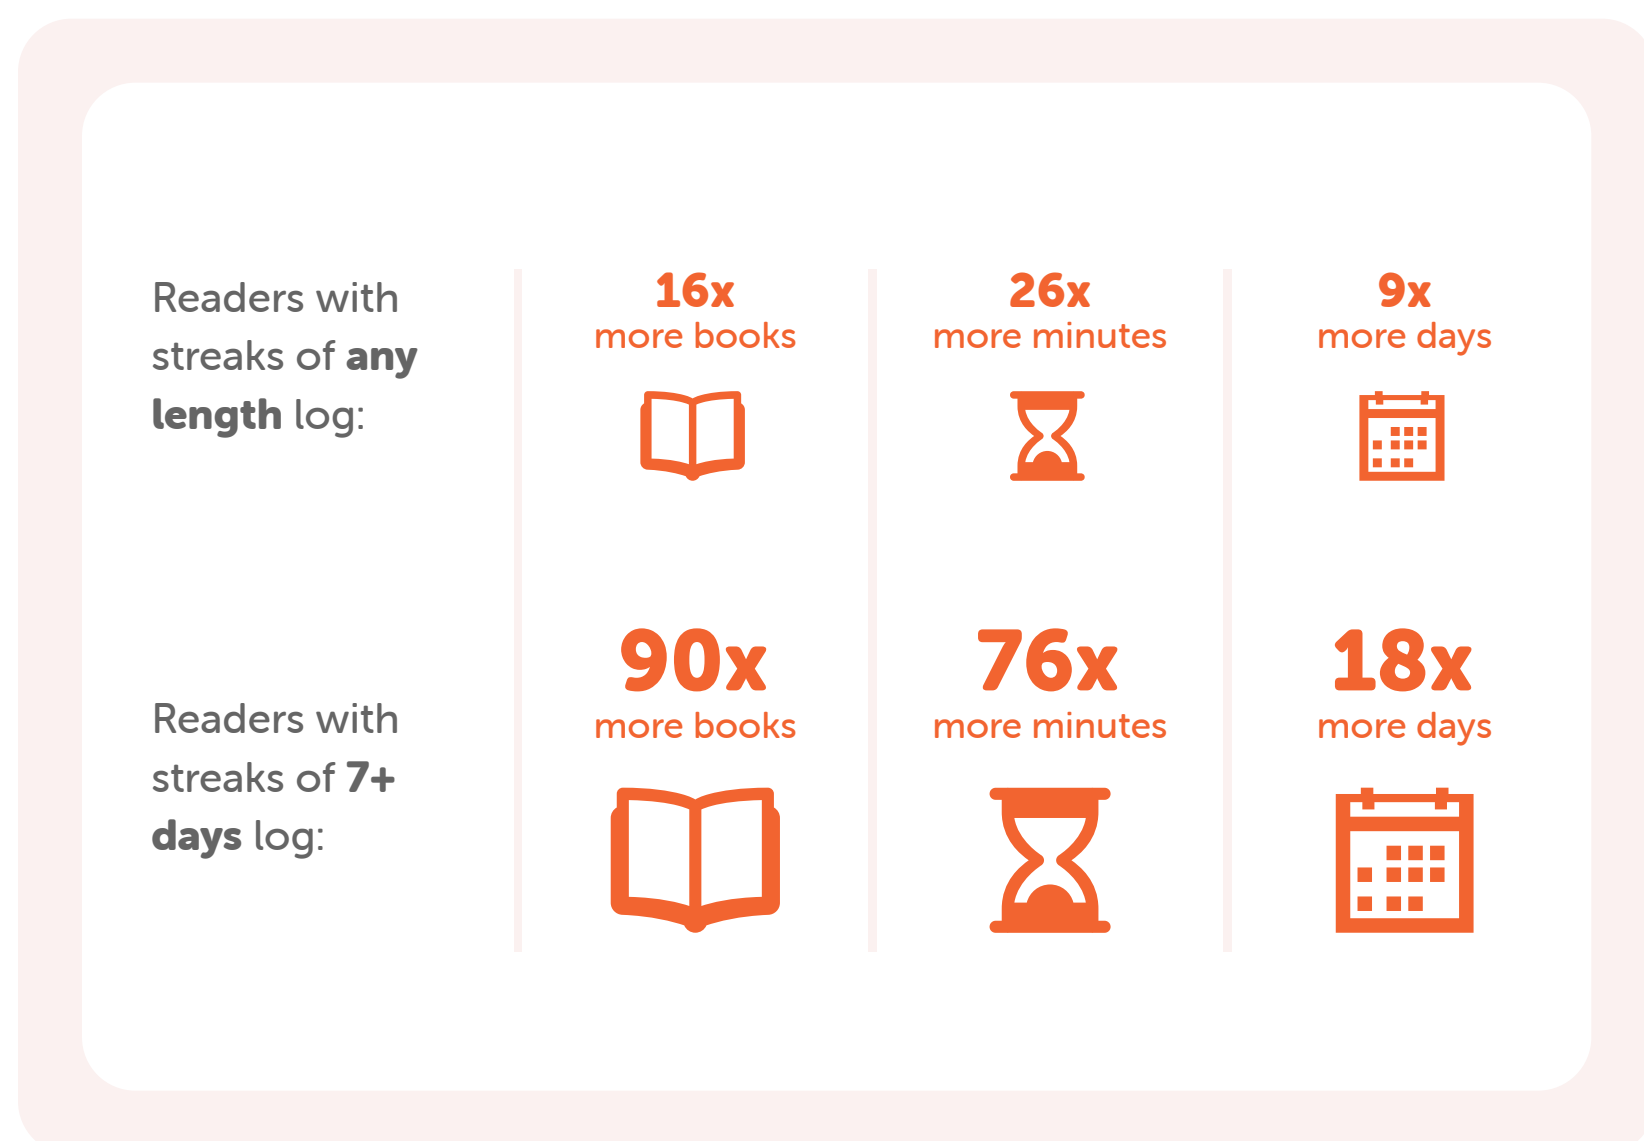 Readers with
streaks of any
length log:
16x
more books
26x
more minutes
9x
more days
Readers with
streaks of 7+
days log:
90x
more books
76x
more minutes
18x
more days